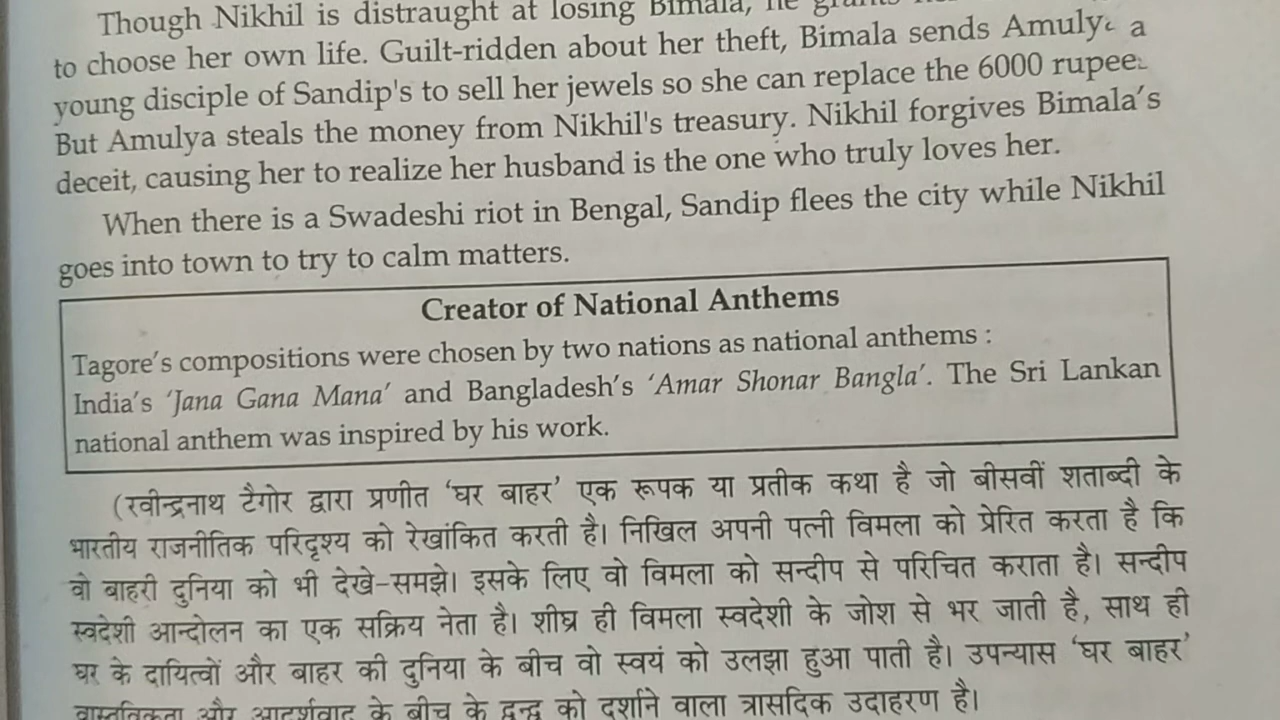 Though Nikhil is distraught at losing Bimala, he grants
to choose her own life. Guilt-ridden about her theft, Bimala sends Amulya a
young disciple of Sandip's to sell her jewels so she can replace the 6000 rupee
But Amulya steals the money from Nikhil's treasury. Nikhil forgives Bimala's
deceit, causing her to realize her husband is the one who truly loves her.
When there is a Swadeshi riot in Bengal, Sandip flees the city while Nikhil
goes into town to try to calm matters.
Creator of National Anthems
Tagore's compositions were chosen by two nations as national anthems :
India's 'Jana Gana Mana' and Bangladesh's 'Amar Shonar Bangla'. The Sri Lankan
national anthem was inspired by his work.
(रवीन्द्रनाथ टैगोर द्वारा प्रणीत 'घर बाहर' एक रूपक या प्रतीक कथा है जो बीसवीं शताब्दी के
भारतीय राजनीतिक परिदृश्य को रेखांकित करती है। निखिल अपनी पत्नी विमला को प्रेरित करता है कि
वो बाहरी दुनिया को भी देखे-समझे। इसके लिए वो विमला को सन्दीप से परिचित कराता है। सन्दीप
स्वदेशी आन्दोलन का एक सक्रिय नेता है। शीघ्र ही विमला स्वदेशी के जोश से भर जाती है, साथ ही
घर के दायित्वों और बाहर की दुनिया के बीच वो स्वयं को उलझा हुआ पाती है। उपन्यास 'घर बाहर'
वास्तविकता और आदर्शवाद के बीच के द्वन्द्व को दर्शाने वाला त्रासदिक उदाहरण है।